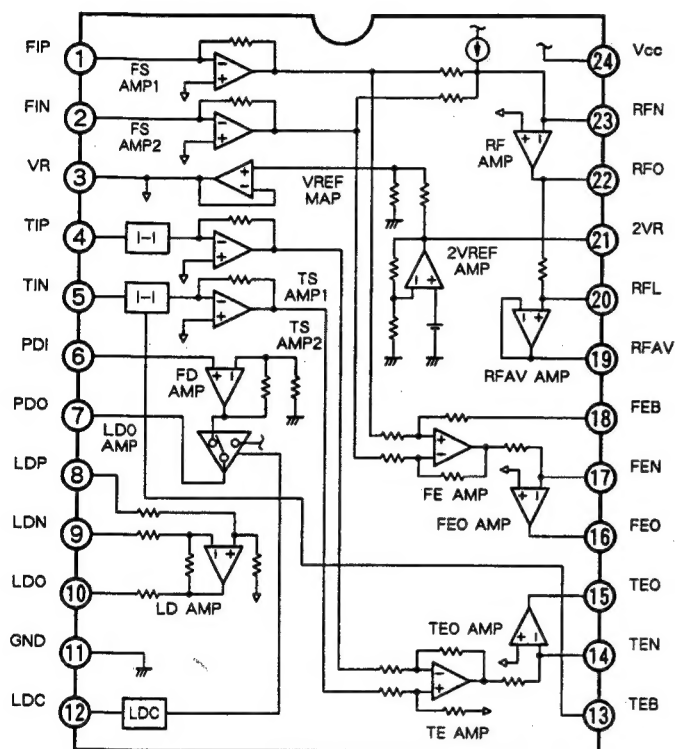 FIP
1
FS
AMP1
FIN
2
FS
AMP2
VR
3
VREF
MAP
TIP
4
I-I
TIN
5
I-I
TS
AMP1
TS
AMP2
PDI
6
FD
AMP
PDO
7
LDO
AMP
LDP
8
LDN
9
LDO
10
LD AMP
GND
11
LDC
12
LDC
Vcc
24
RFN
23
RF
AMP
RFO
22
2VR
21
2VREF
AMP
RFL
20
RFAV
19
RFAV AMP
FEB
18
FEN
17
FE AMP
FEO AMP
FEO
16
TEO
15
TEO AMP
TEN
14
TEB
13
TE AMP